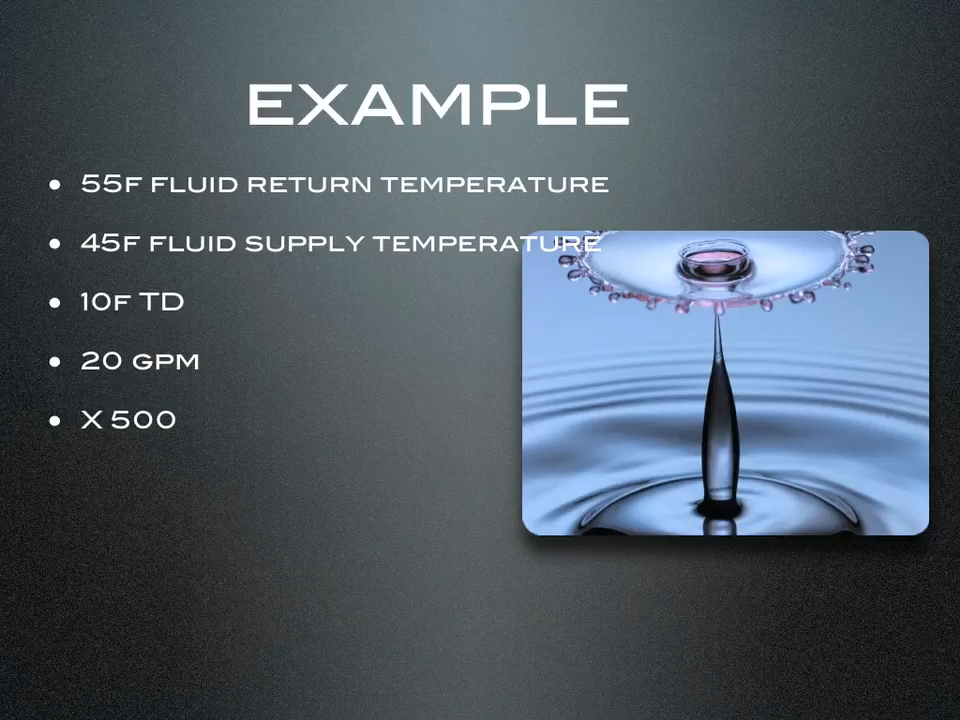 EXAMPLE
• 55F FLUID RETURN TEMPERATURE
• 45F FLUID SUPPLY TEMPERATURE
• 10F TD
• 20 GPM
• X 500